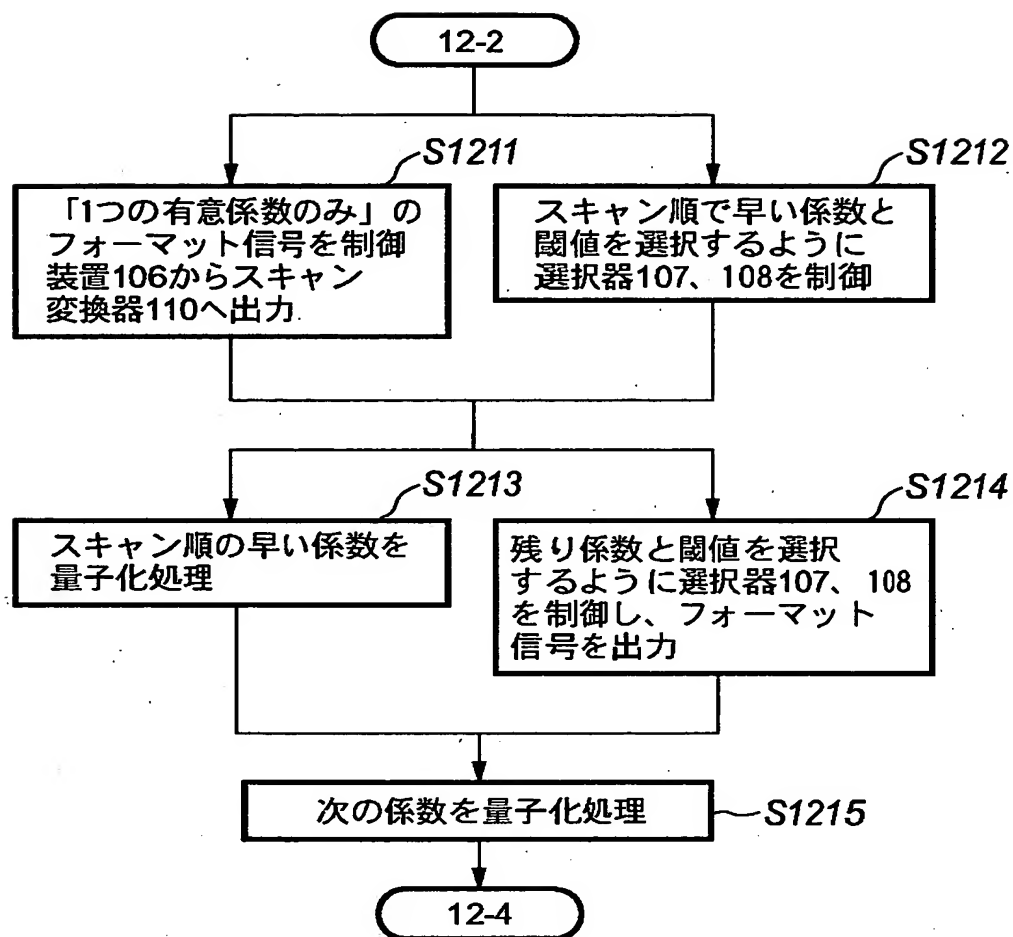 12-2
S1211
「1つの有意係数のみ」の
フォーマット信号を制御
装置106からスキャン
変換器110へ出力
S1212
スキャン順で早い係数と
閾値を選択するように
選択器107、108を制御
S1213
スキャン順の早い係数を
量子化処理
S1214
残り係数と閾値を選択
するように選択器107、108
を制御し、フォーマット
信号を出力
次の係数を量子化処理
S1215
12-4